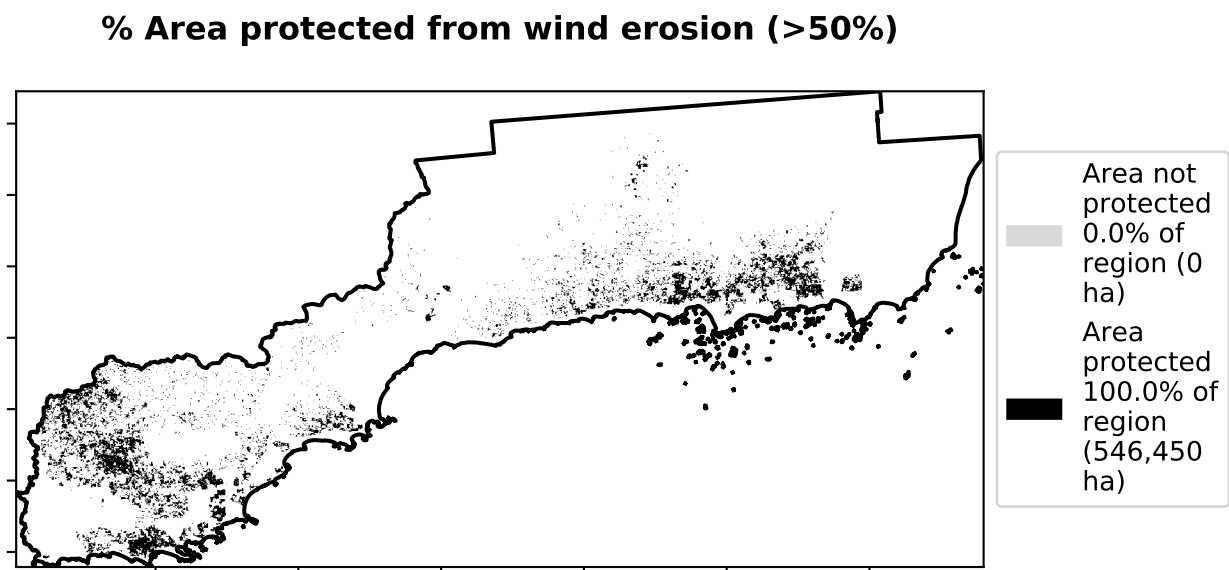 % Area protected from wind erosion (>50%)
Area not
protected
0.0% of
region (0
ha)
Area
protected
100.0% of
region
(546,450
ha)